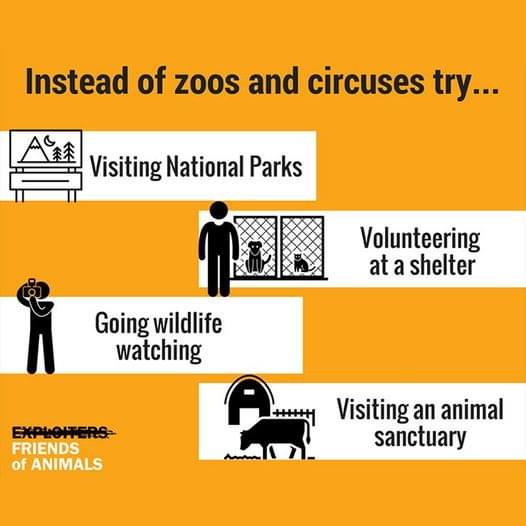 Instead of zoos and circuses try...
Visiting National Parks
Volunteering
at a shelter
Going wildlife
watching
Visiting an animal
sanctuary
EXPLOITERS
FRIENDS
of ANIMALS